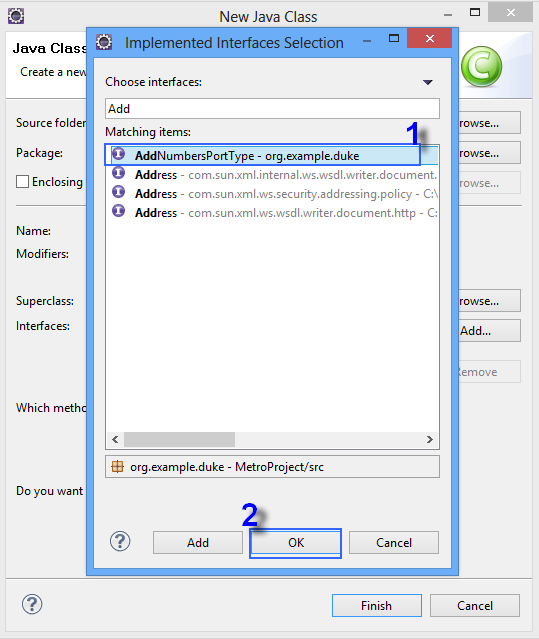 New Java Class
Java Class
Create a new
Implemented Interfaces Selection
Choose interfaces:
Add
Matching items:
1
AddNumbersPortType - org.example.duke
Address - com.sun.xml.internal.ws.wsdl.writer.document.
Address - com.sun.xml.ws.security.addressing.policy - C:\
Address - com.sun.xml.ws.wsdl.writer.document.http - C:
org.example.duke - MetroProject/src
2
Add
OK
Cancel
Source folder
rowse...
Package:
rowse...
Enclosing
rowse...
Name:
Modifiers:
Superclass:
rowse...
Interfaces:
Add...
Remove
Which metho
Do you want
Finish
Cancel